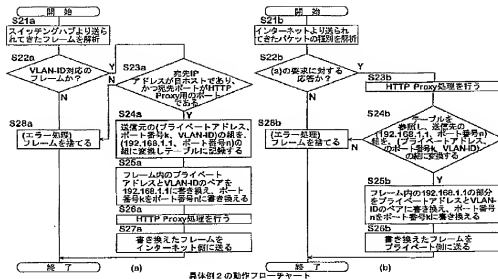 開始
S21a
スイッチングハブより送ら
れてきたフレームを解析
S22a
VLAN-ID対応の
フレームか?
Y
N
S23a
宛先IP
アドレスが自ホストであり、
かつ宛先ポートがHTTP
Proxy用のポート
である。
N
Y
S24a
送信元の(プライベートアドレス、
ポート番号k、VLAN-ID)の組を、
(192.168.1.1、ポート番号n)の組
に変換しテーブルに記録する
S28a
(エラー処理)
フレームを捨てる
S25a
フレーム内のプライベート
アドレスとVLAN-IDのペアを
192.168.1.1に書き換え、ポート
番号kをポート番号nに書き換える
S26a
HTTP Proxy処理を行う
S27a
書き換えたフレームを
インターネット側に送る
終了
(a)
開始
S21b
インターネットより送られ
てきたパケットの種別を解析
S22b
(a)の要求に対する
応答か?
Y
N
S23b
HTTP Proxy処理を行う
S24b
テーブルを
参照し、送信先の
(192.168.1.1、ポート番号n)
組を、(プライベートアドレス、
のポート番号k、VLAN-ID)
の組に変換する
N
Y
S28b
(エラー処理)
フレームを捨てる
S25b
フレーム内の192.168.1.1の部分
をプライベートアドレスとVLAN-
IDのペアに書き換え、ポート番号
nをポート番号kに書き換える
S26b
書き換えたフレームを
プライベート側に送る
終了
(b)
具体例2の動作フローチャート